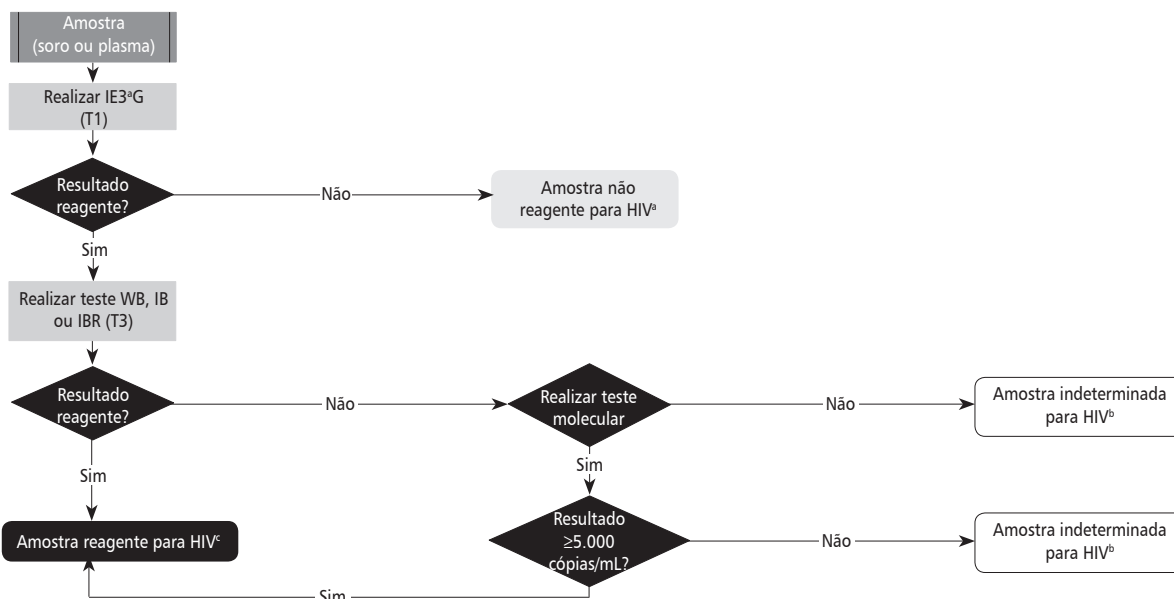 Amostra
(soro ou plasma)
Realizar IE3ªG
(T1)
Resultado
reagente?
Não
Amostra não
reagente para HIVᵃ
Sim
Realizar teste WB, IB
ou IBR (T3)
Resultado
reagente?
Não
Realizar teste
molecular
Não
Amostra indeterminada
para HIVᵇ
Sim
Sim
Amostra reagente para HIVᶜ
Resultado
≥5.000
cópias/mL?
Não
Amostra indeterminada
para HIVᵇ
Sim